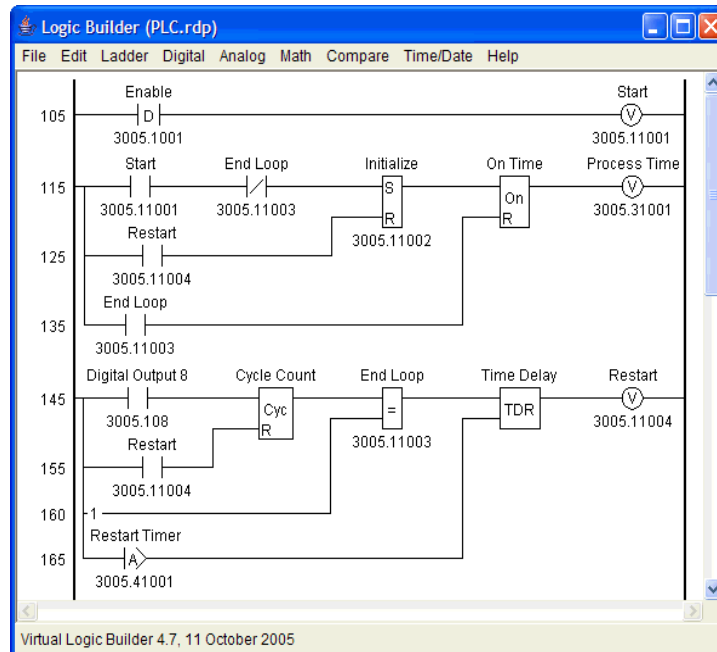 Logic Builder (PLC.rdp)
File Edit Ladder Digital Analog Math Compare Time/Date Help
Enable Start
105 D V
3005.1001 3005.11001
Start End Loop Initialize On Time Process Time
115 S On V
3005.11001 3005.11003 R R 3005.31001
Restart 3005.11002
125
3005.11004
End Loop
135
3005.11003
Digital Output 8 Cycle Count End Loop Time Delay Restart
145 Cyc = TDR V
3005.108 R 3005.11004
Restart 3005.11003
155
3005.11004
160 1
Restart Timer
165 A
3005.41001
Virtual Logic Builder 4.7, 11 October 2005